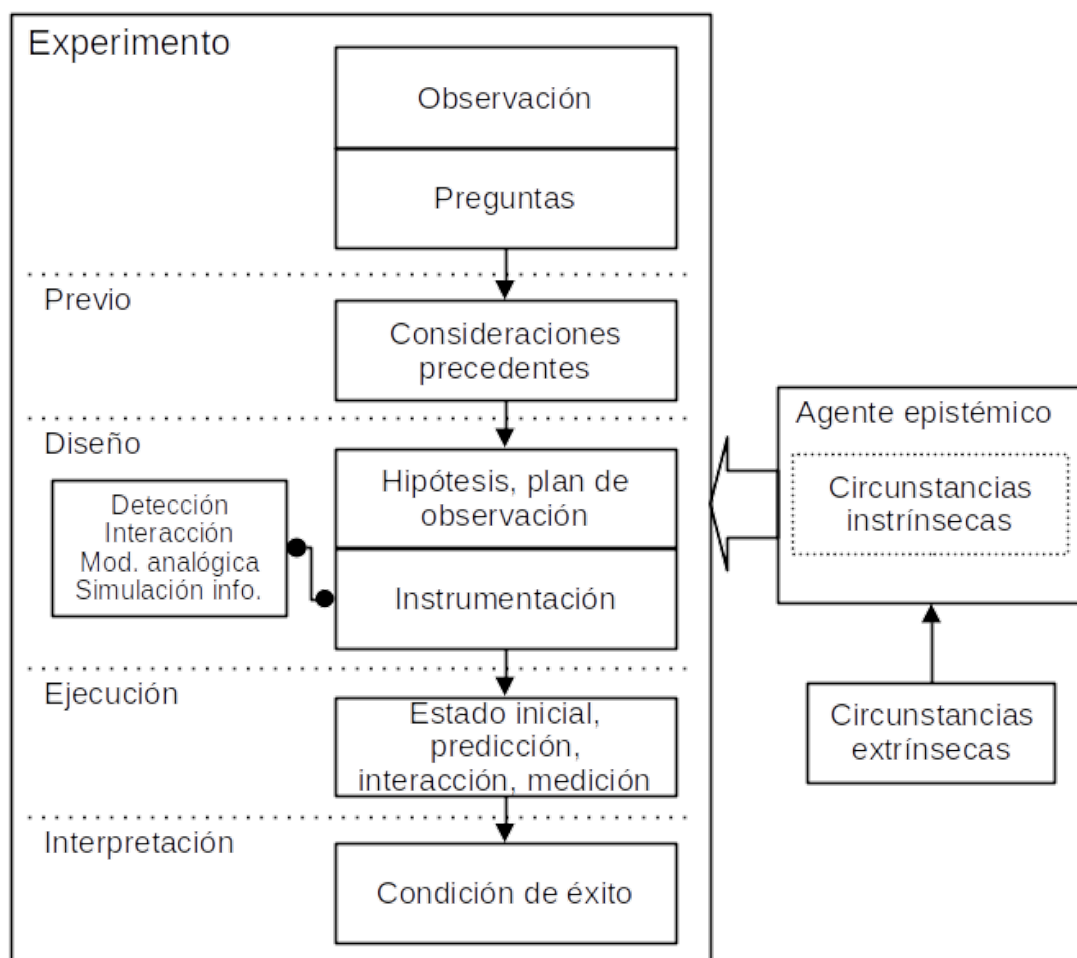 Experimento
Observación
Preguntas
Previo
Consideraciones
precedentes
Diseño
Hipótesis, plan de
observación
Detección
Interacción
Mod. analógica
Simulación info.
Instrumentación
Ejecución
Estado inicial,
predicción,
interacción, medición
Interpretación
Condición de éxito
Agente epistémico
Circunstancias
instrínsecas
Circunstancias
extrínsecas